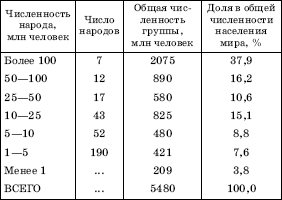 Численность народа, млн человек | Число народов | Общая чис-ленность группы, млн человек | Доля в общей численности населения мира, %
Более 100 7 2075 37,9
50—100 12 890 16,2
25—50 17 580 10,6
10—25 43 825 15,1
5—10 52 480 8,8
1—5 190 421 7,6
Менее 1 ... 209 3,8
ВСЕГО ... 5480 100,0